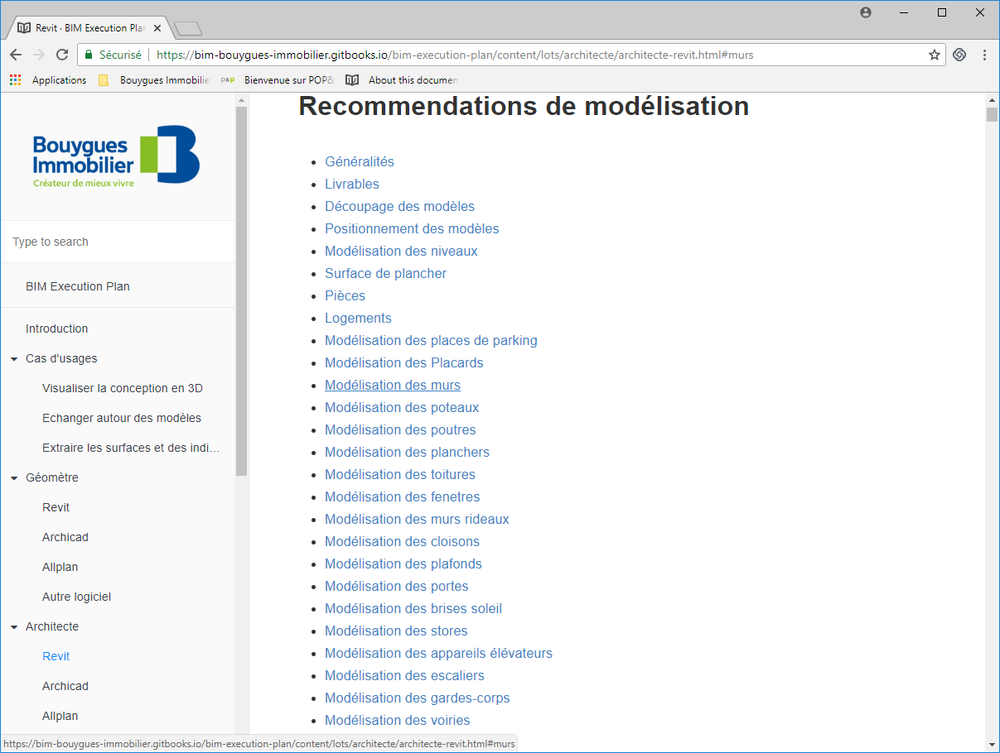 Revit · BIM Execution Plan
Sécurisé
https://bim-bouygues-immobilier.gitbooks.io/bim-execution-plan/content/lots/architecte/architecte-revit.html#murs
Applications
Bouygues Immobilie
Bienvenue sur POP&
About this documen
Bouygues
Immobilier
Créateur de mieux vivre
Type to search
BIM Execution Plan
Introduction
Cas d'usages
Visualiser la conception en 3D
Echanger autour des modèles
Extraire les surfaces et des indi…
Géomètre
Revit
Archicad
Allplan
Autre logiciel
Architecte
Revit
Archicad
Allplan
Recommendations de modélisation
Généralités
Livrables
Découpage des modèles
Positionnement des modèles
Modélisation des niveaux
Surface de plancher
Pièces
Logements
Modélisation des places de parking
Modélisation des Placards
Modélisation des murs
Modélisation des poteaux
Modélisation des poutres
Modélisation des planchers
Modélisation des toitures
Modélisation des fenetres
Modélisation des murs rideaux
Modélisation des cloisons
Modélisation des plafonds
Modélisation des portes
Modélisation des brises soleil
Modélisation des stores
Modélisation des appareils élévateurs
Modélisation des escaliers
Modélisation des gardes-corps
Modélisation des voiries
https://bim-bouygues-immobilier.gitbooks.io/bim-execution-plan/content/lots/architecte/architecte-revit.html#murs